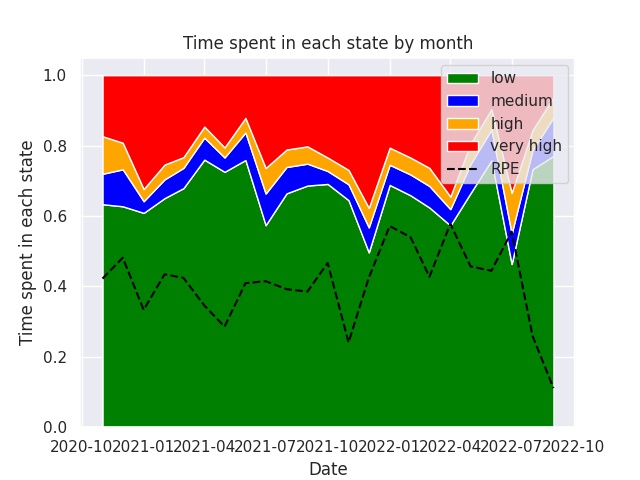 Time spent in each state by month
Time spent in each state
1.0
0.8
0.6
0.4
0.2
0.0
low
medium
high
very high
RPE
2020-10 2021-01 2021-04 2021-07 2021-10 2022-01 2022-04 2022-07 2022-10
Date